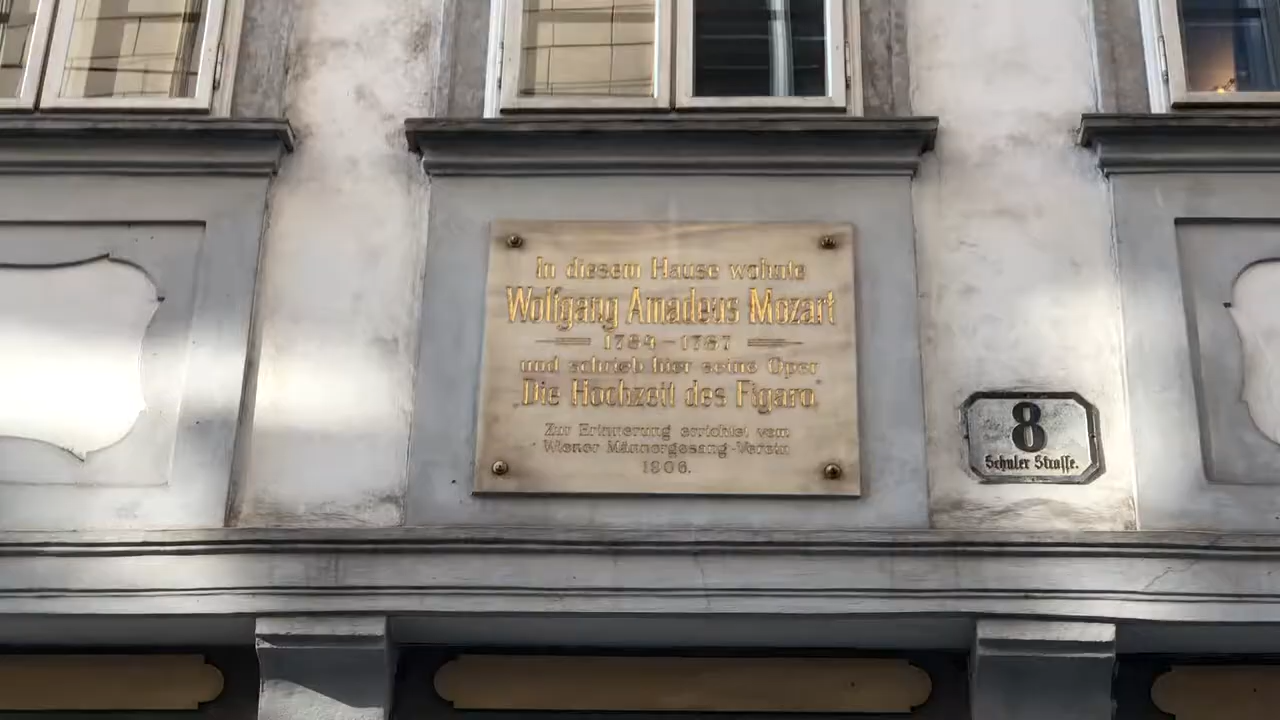 In diesem Hause wohnte
Wolfgang Amadeus Mozart
1784-1787
und schrieb hier seine Oper
„Die Hochzeit des Figaro“
Zur Erinnerung errichtet vom
Wiener Männergesang-Verein
1906.
8
Schuler Straſſe.